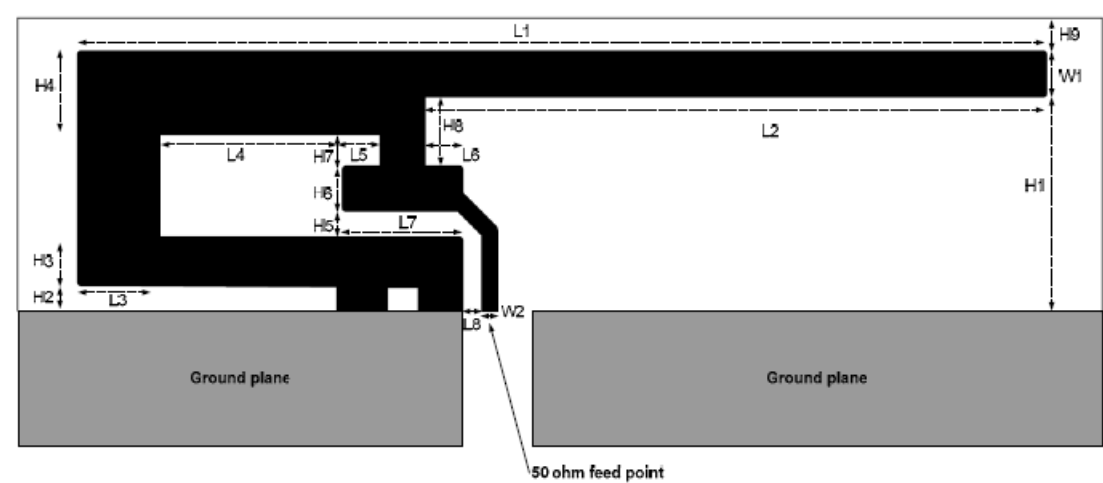 L1
H9
H4
W1
H8
L2
L4
H7
L5
L6
H6
H1
L7
H5
H3
H2
L3
L8
W2
Ground plane
Ground plane
50 ohm feed point